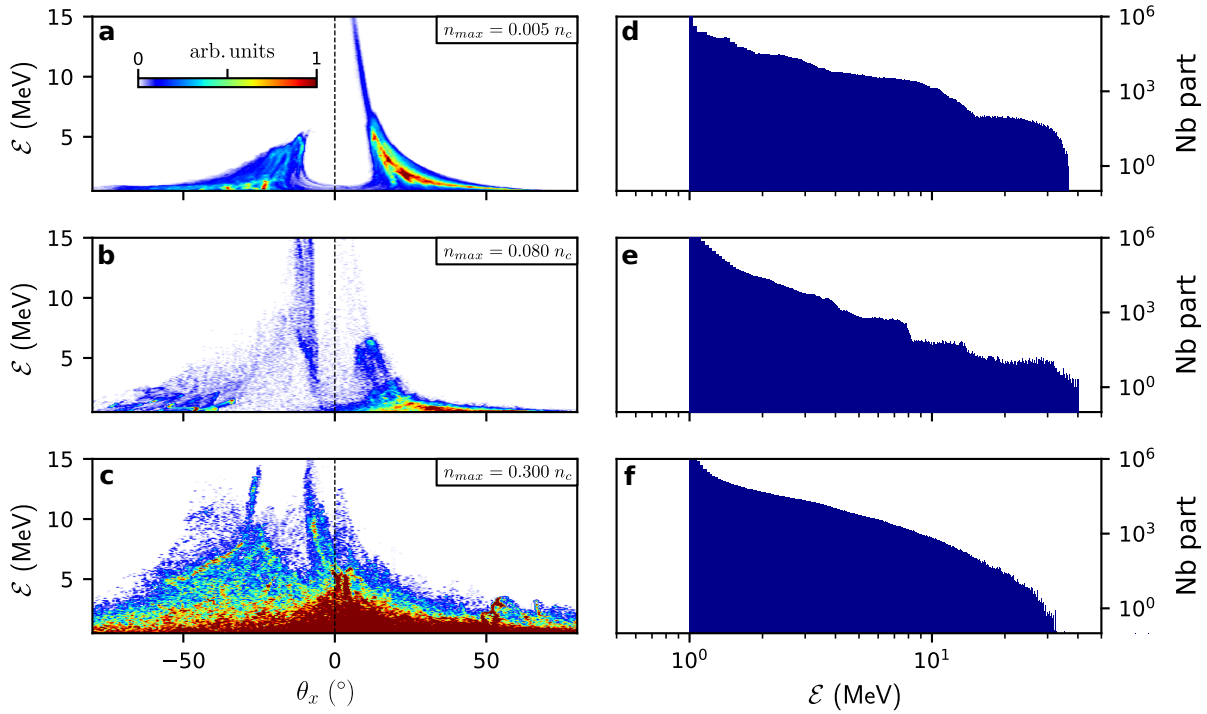 a
arb. units
0
1
n_max = 0.005 n_c
15
10
5
ℰ (MeV)
d
10^6
10^3
10^0
Nb part
b
n_max = 0.080 n_c
15
10
5
ℰ (MeV)
e
10^6
10^3
10^0
Nb part
c
n_max = 0.300 n_c
15
10
5
ℰ (MeV)
−50
0
50
θ_x (°)
f
10^6
10^3
10^0
Nb part
10^0
10^1
ℰ (MeV)